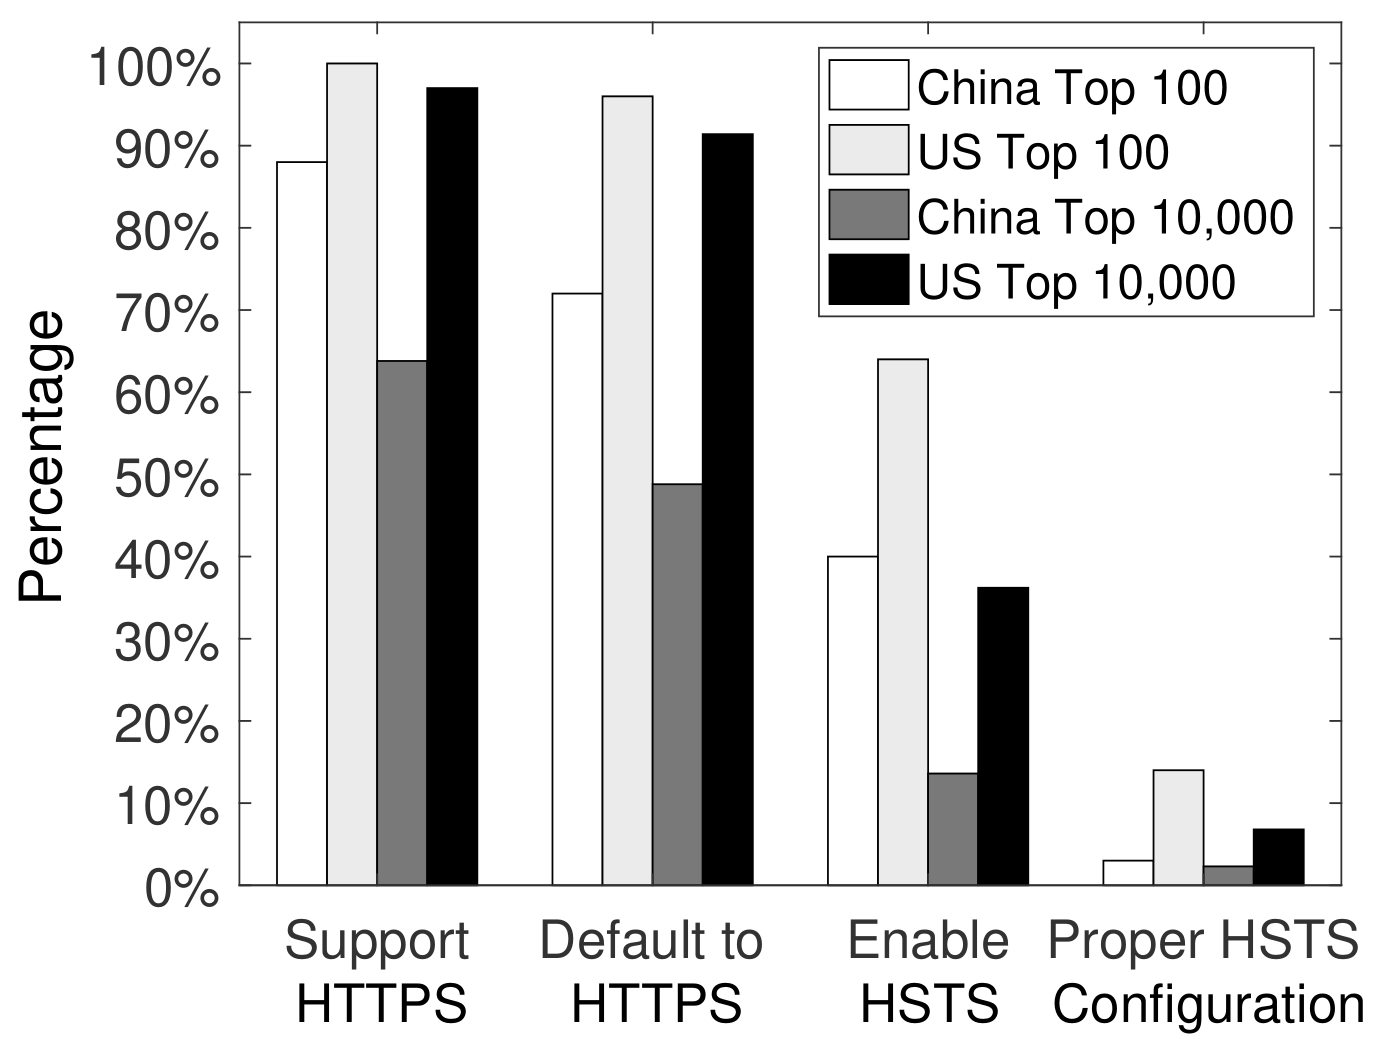 Percentage
100%
90%
80%
70%
60%
50%
40%
30%
20%
10%
0%
China Top 100
US Top 100
China Top 10,000
US Top 10,000
Support
HTTPS
Default to
HTTPS
Enable
HSTS
Proper HSTS
Configuration